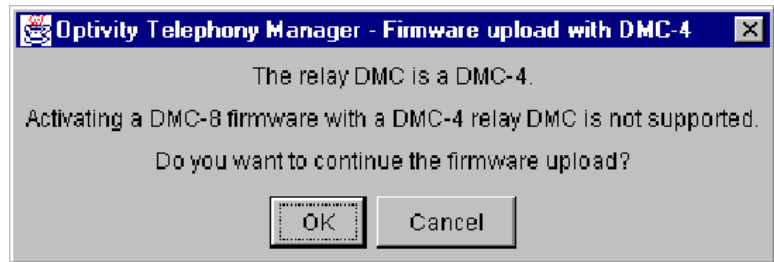 Optivity Telephony Manager - Firmware upload with DMC-4
The relay DMC is a DMC-4.
Activating a DMC-8 firmware with a DMC-4 relay DMC is not supported.
Do you want to continue the firmware upload?
OK Cancel